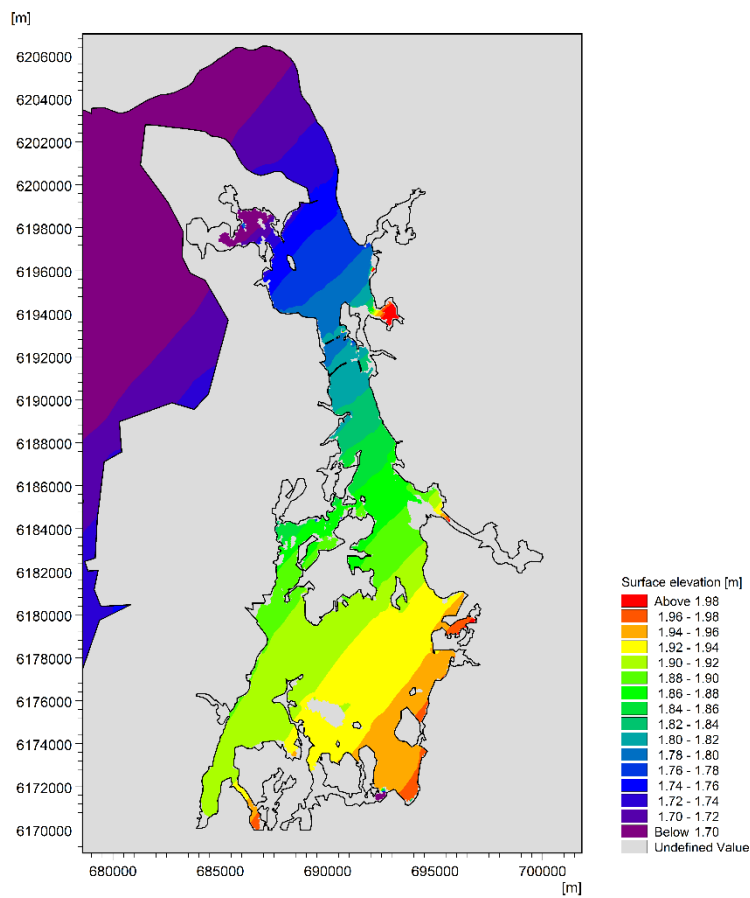 [m]
6206000
6204000
6202000
6200000
6198000
6196000
6194000
6192000
6190000
6188000
6186000
6184000
6182000
6180000
6178000
6176000
6174000
6172000
6170000
680000 685000 690000 695000 700000
[m]
Surface elevation [m]
Above 1.98
1.96 - 1.98
1.94 - 1.96
1.92 - 1.94
1.90 - 1.92
1.88 - 1.90
1.86 - 1.88
1.84 - 1.86
1.82 - 1.84
1.80 - 1.82
1.78 - 1.80
1.76 - 1.78
1.74 - 1.76
1.72 - 1.74
1.70 - 1.72
Below 1.70
Undefined Value